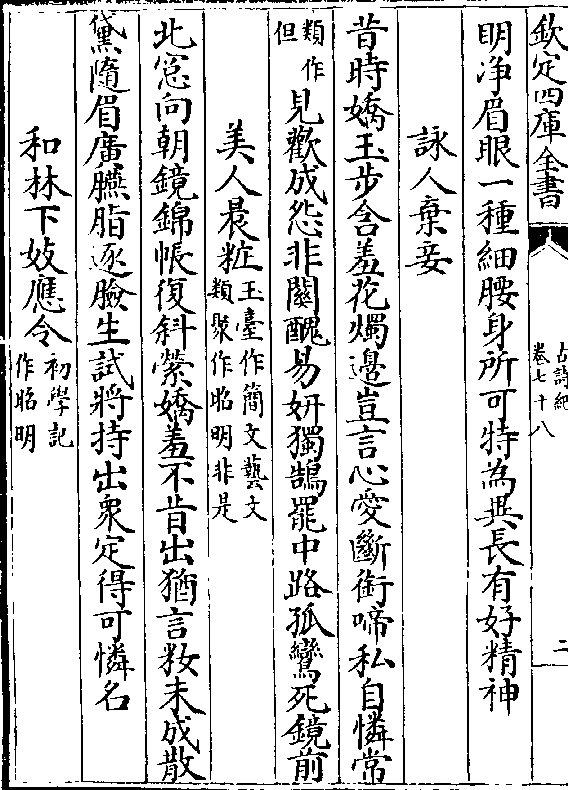 欽定四庫全書
古詩紀
卷七十八
二
明净眉眼一種細腰身所可特為異長有好精神
詠人棄妾
昔時嬌玉步含羞花燭邊豈言心愛斷銜啼私自憐常
類作
但
見歡成怨非關醜易妍獨鵠罷中路孤鸞死鏡前
美人晨粧
玉臺作簡文藝文
類聚作昭明非是
北窓向朝鏡錦帳復斜縈嬌羞不肯出猶言籹未成散
黛隨眉廣臙脂逐臉生試將持出衆定得可憐名
和林下妓應令
初學記
作昭明